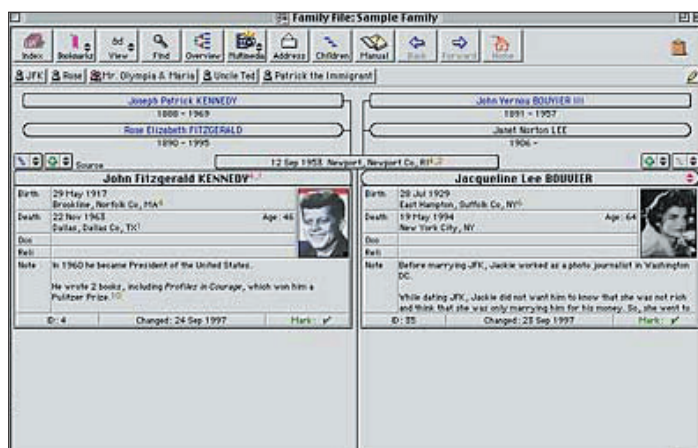 Family File: Sample Family
Index Bookmarks View Find Overview Multimedia Address Children Manual Back Forward Home
JFK Rose Mr. Olympia & Maria Uncle Ted Patrick the Immigrant
Joseph Patrick KENNEDY John Vernou BOUVIER III
1888 - 1969 1891 - 1957
Rose Elizabeth FITZGERALD Janet Norton LEE
1890 - 1995 1906 -
Source 12 Sep 1953 Newport, Newport Co, RI
John Fitzgerald KENNEDY Jacqueline Lee BOUVIER
Birth 29 May 1917 Birth 28 Jul 1929
Brookline, Norfolk Co, MA East Hampton, Suffolk Co, NY
Death 22 Nov 1963 Age: 46 Death 19 May 1994 Age: 64
Dallas, Dallas Co, TX New York City, NY
Occ Occ
Reli Reli
Note In 1960 he became President of the United States. Note Before marrying JFK, Jackie worked as a photo journalist in Washington
DC.
He wrote 2 books, including Profiles in Courage, which won him a While dating JFK, Jackie did not want him to know that she was not rich
Pulitzer Prize. and think that she was only marrying him for his money. So, she went to
ID: 4 Changed: 24 Sep 1997 Mark: ✓ ID: 35 Changed: 23 Sep 1997 Mark: ✓